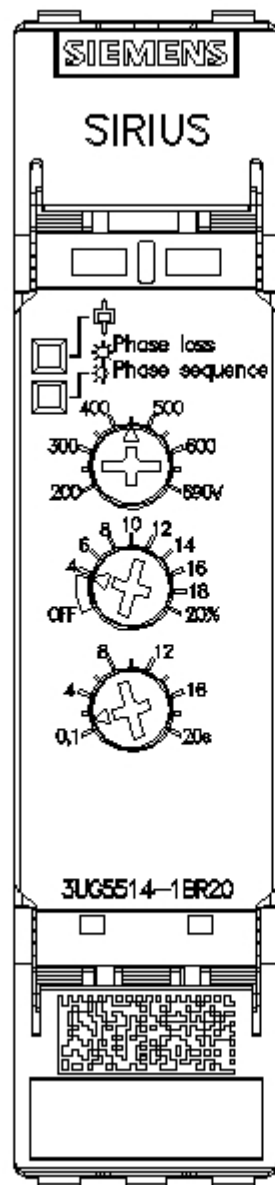 SIEMENS
SIRIUS
Phase loss
Phase sequence
400 500
300 600
200 690V
10
8 12
6 14
4 16
18
OFF 20%
8 12
4 16
0,1 20s
3UG5514-1BR20